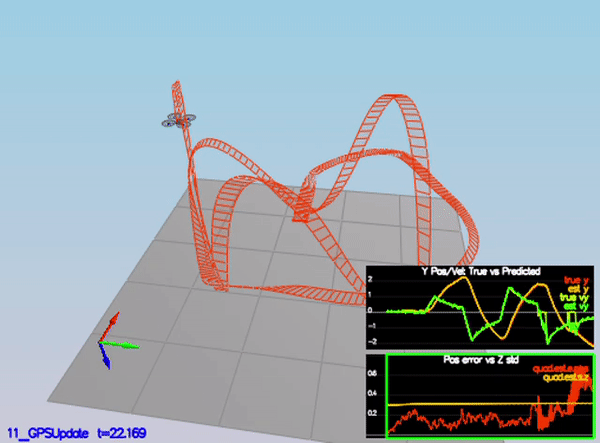 Y Pos/Vel: True vs Predicted
2
1
0
-1
-2
true y
est y
true vy
est vy
Pos error vs Z std
0.6
0.4
0.2
quad.est.e.pos
quad.est.s.z
11_GPSUpdate t=22.169